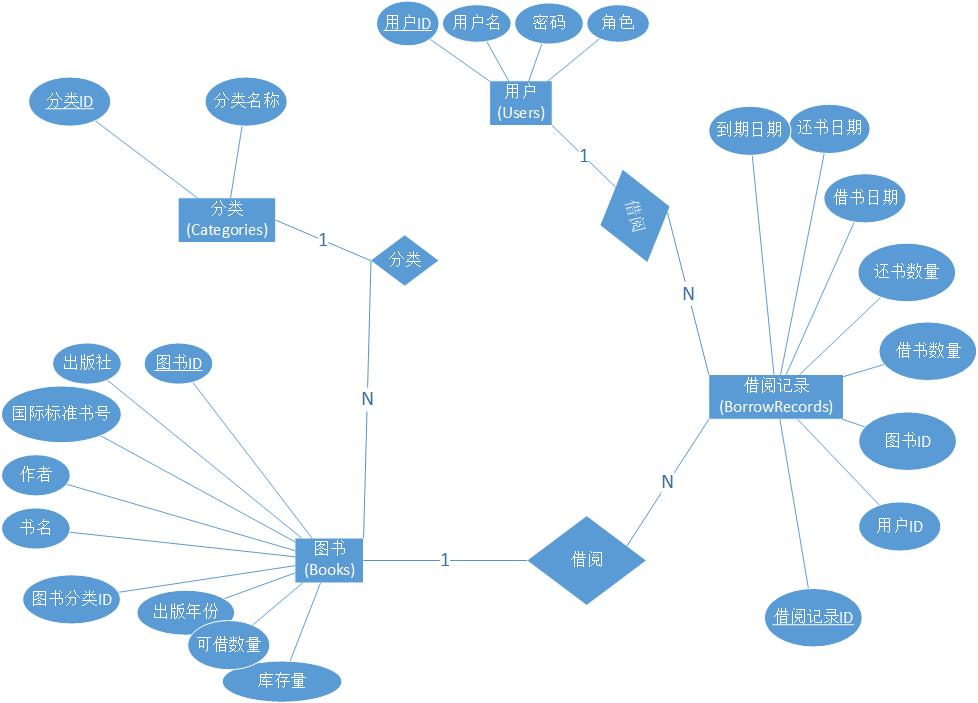 用户ID
用户名
密码
角色
用户
(Users)
分类ID
分类名称
到期日期
还书日期
1
借书日期
借阅
分类
(Categories)
1
分类
还书数量
N
出版社
图书ID
借书数量
借阅记录
(BorrowRecords)
N
国际标准书号
图书ID
作者
N
书名
用户ID
图书
(Books)
1
借阅
图书分类ID
出版年份
借阅记录ID
可借数量
库存量